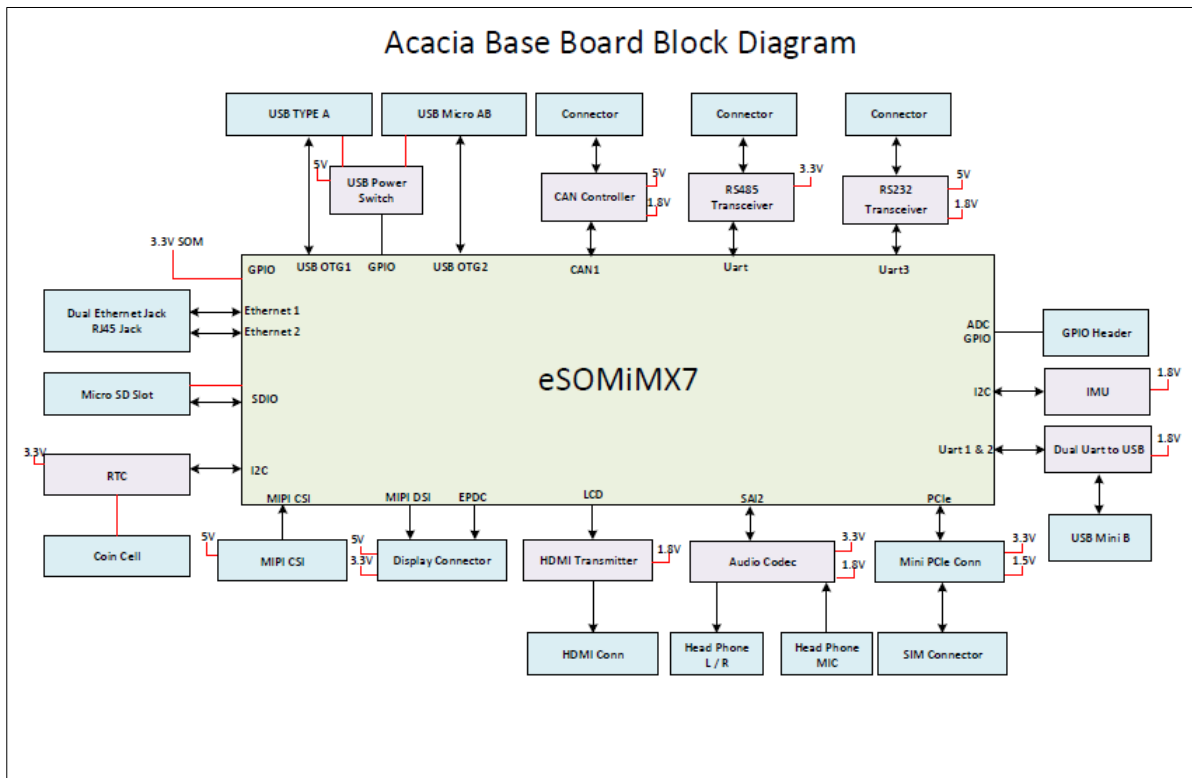 Acacia Base Board Block Diagram
USB TYPE A
USB Micro AB
Connector
Connector
Connector
5V
USB Power
Switch
CAN Controller
5V
1.8V
RS485
Transceiver
3.3V
RS232
Transceiver
5V
1.8V
3.3V SOM
GPIO
USB OTG1
GPIO
USB OTG2
CAN1
Uart
Uart3
Dual Ethernet Jack
RJ45 Jack
Ethernet 1
Ethernet 2
ADC
GPIO
GPIO Header
eSOMiMX7
Micro SD Slot
SDIO
I2C
IMU
1.8V
3.3V
RTC
I2C
Uart 1 & 2
Dual Uart to USB
1.8V
MIPI CSI
MIPI DSI
EPDC
LCD
SAI2
PCIe
Coin Cell
5V
MIPI CSI
5V
3.3V
Display Connector
HDMI Transmitter
1.8V
Audio Codec
3.3V
1.8V
Mini PCIe Conn
3.3V
1.5V
USB Mini B
HDMI Conn
Head Phone
L / R
Head Phone
MIC
SIM Connector